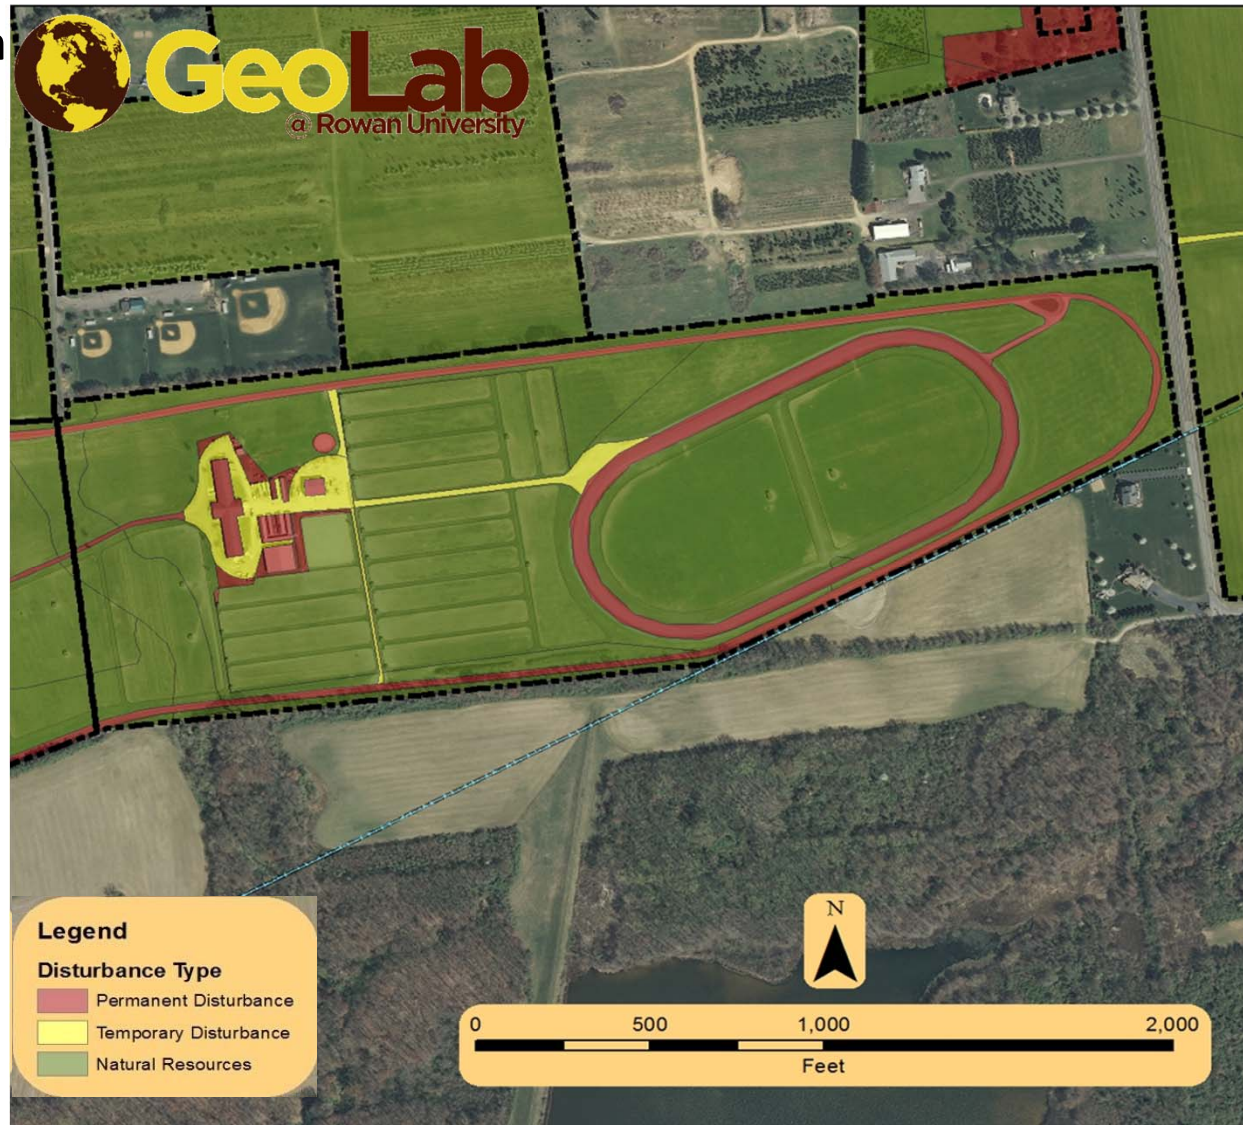 GeoLab
@ Rowan University
Legend
Disturbance Type
Permanent Disturbance
Temporary Disturbance
Natural Resources
N
0 500 1,000 2,000
Feet